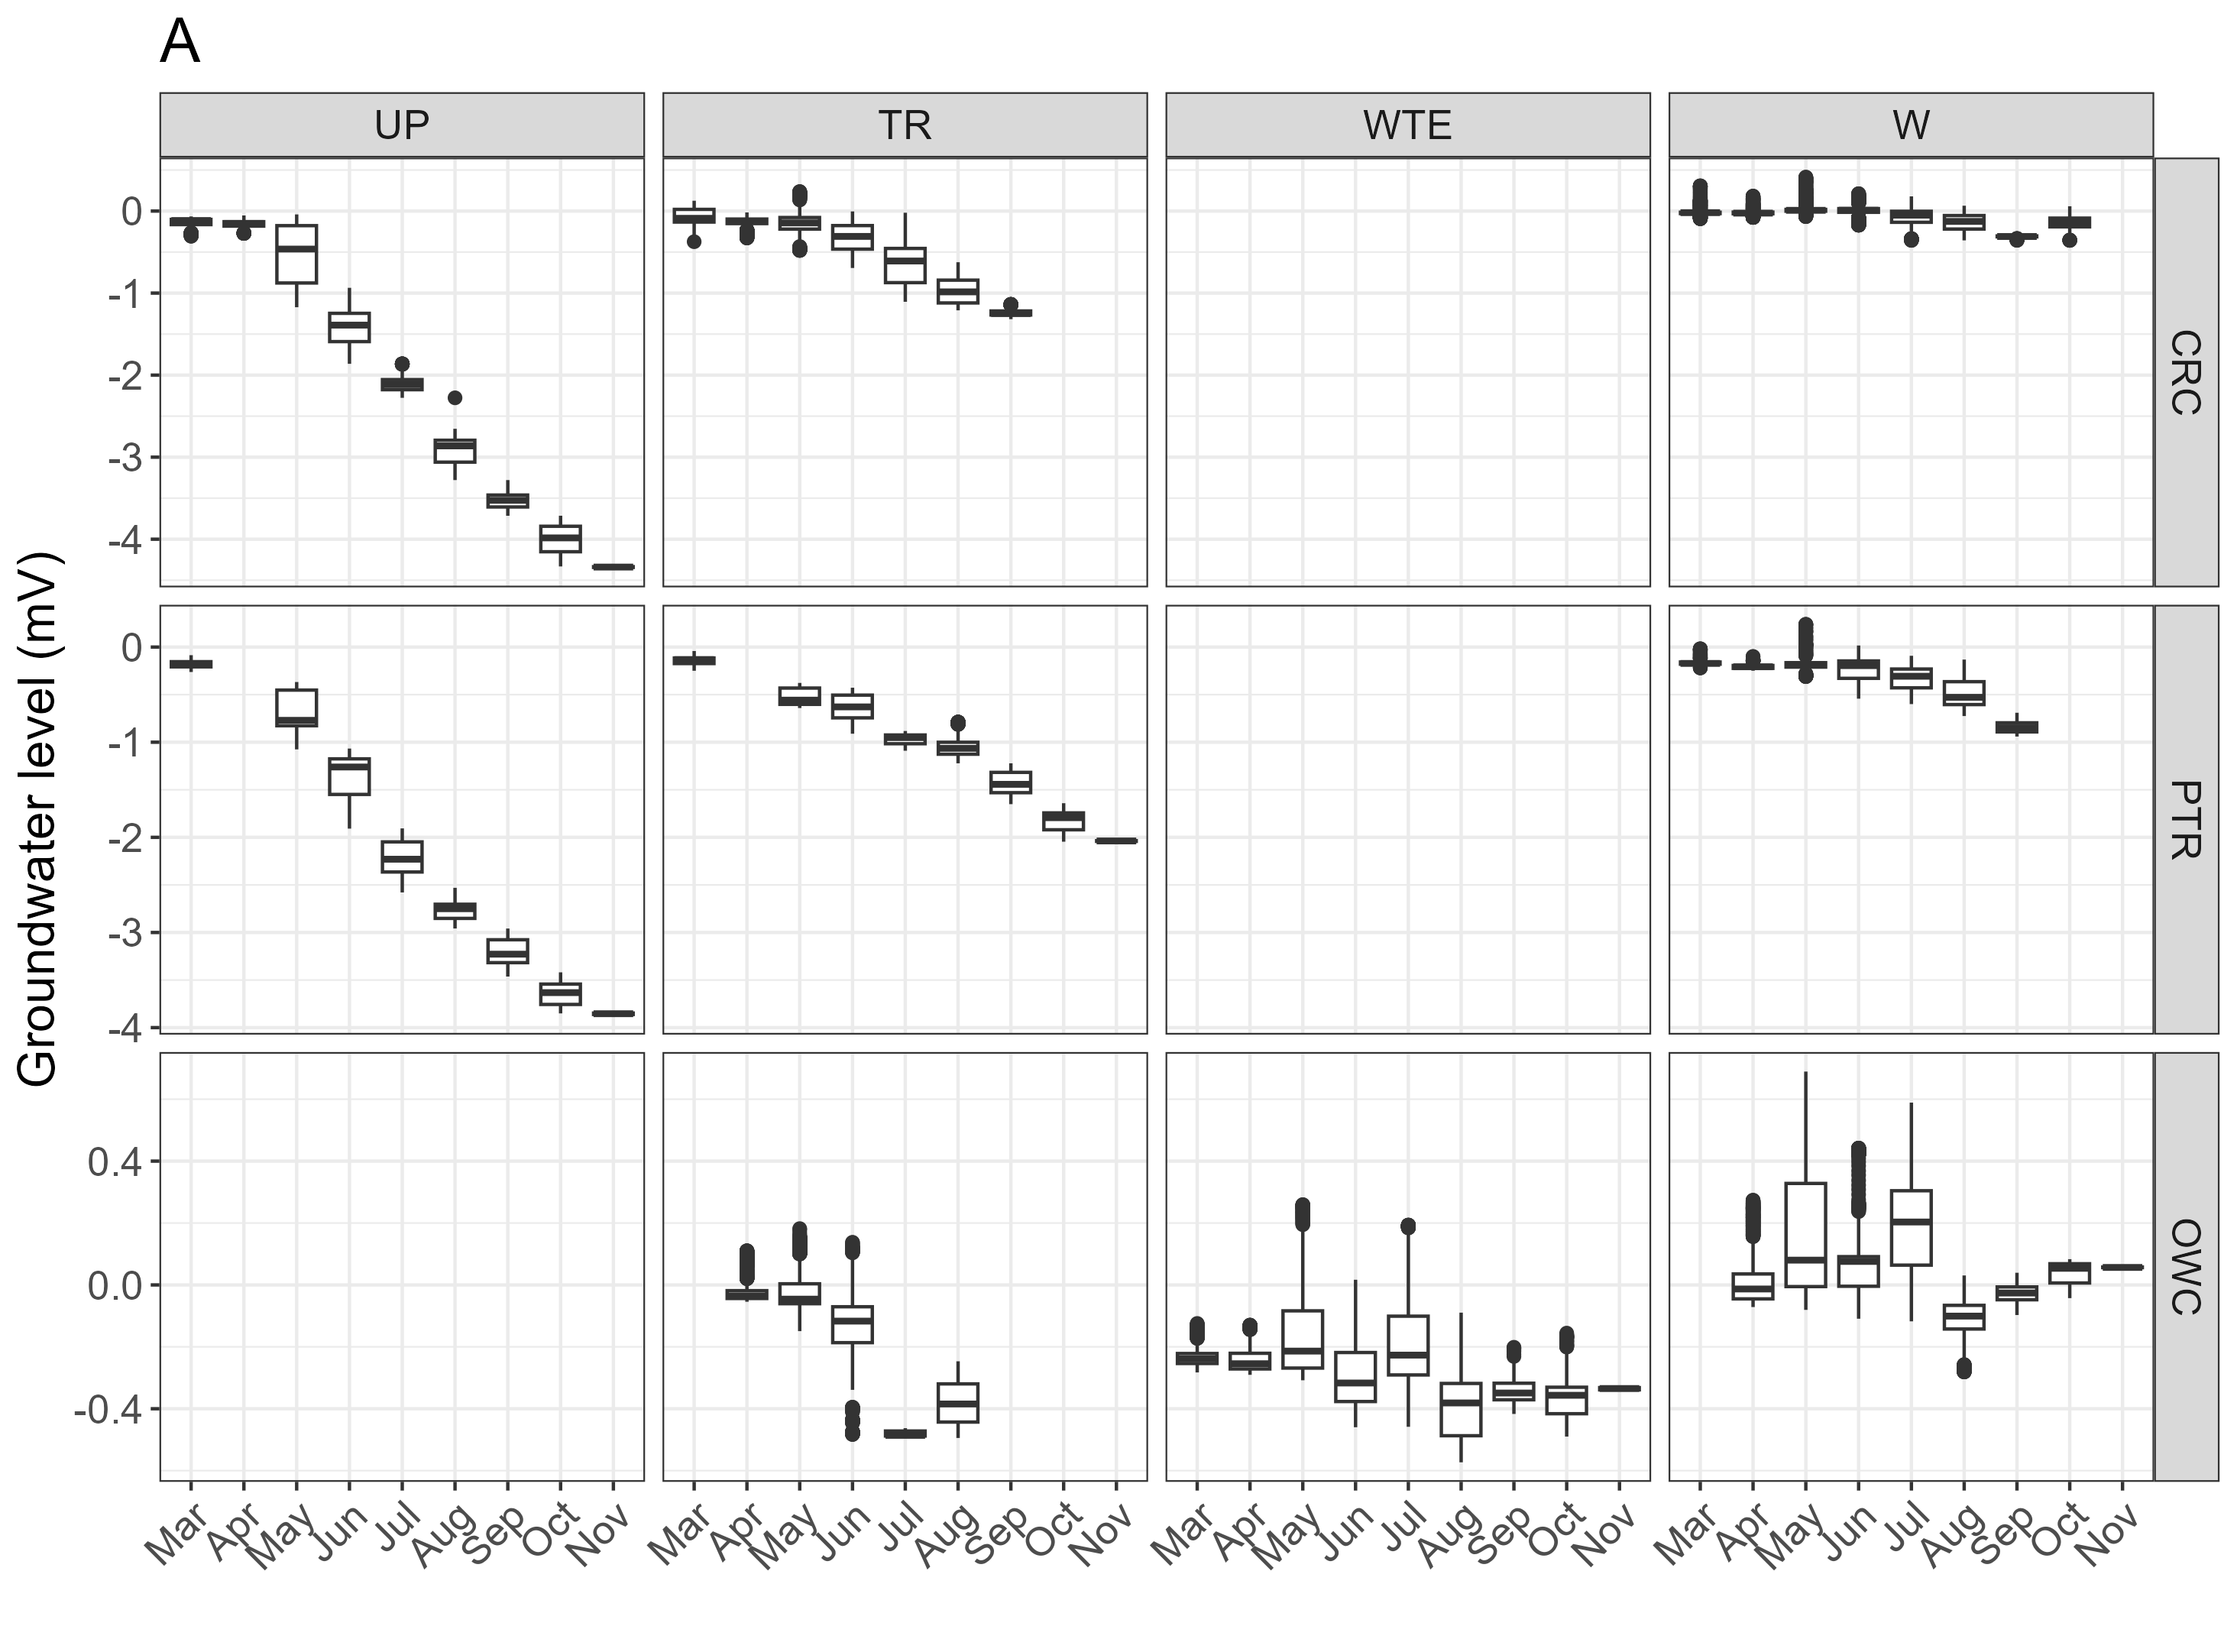 A
UP TR WTE W
Groundwater level (mV)
0
-1
-2
-3
-4
CRC
0
-1
-2
-3
-4
PTR
0.4
0.0
-0.4
OWC
Mar Apr May Jun Jul Aug Sep Oct Nov Mar Apr May Jun Jul Aug Sep Oct Nov Mar Apr May Jun Jul Aug Sep Oct Nov Mar Apr May Jun Jul Aug Sep Oct Nov